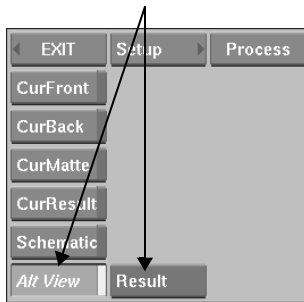 EXIT Setup Process
CurFront
CurBack
CurMatte
CurResult
Schematic
Alt View Result